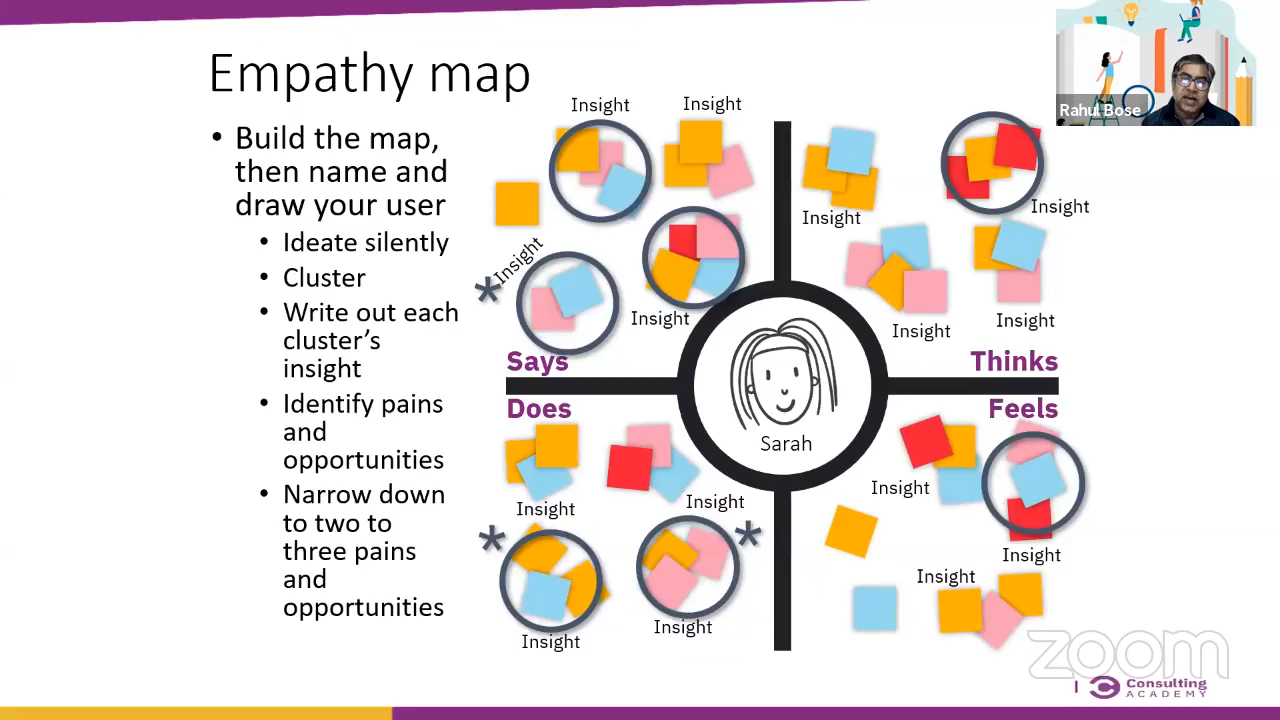 Empathy map
• Build the map,
then name and
draw your user
• Ideate silently
• Cluster
• Write out each
cluster's
insight
• Identify pains
and
opportunities
• Narrow down
to two to
three pains
and
opportunities
Insight
Insight
* Insight
Insight
Says
Insight
Insight
Insight
Insight
Thinks
Sarah
Does
Insight
Insight
*
*
Insight
Insight
Feels
Insight
Insight
Insight
Rahul Bose
zoom
Consulting
ACADEMY